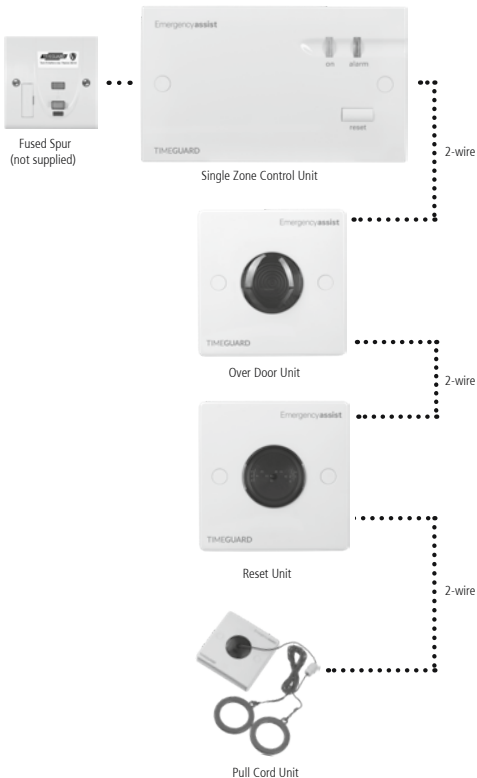 Emergencyassist
on alarm
reset
TIMEGUARD
Fused Spur
(not supplied)
Single Zone Control Unit
2-wire
Emergencyassist
TIMEGUARD
Over Door Unit
2-wire
Emergencyassist
TIMEGUARD
Reset Unit
2-wire
Pull Cord Unit